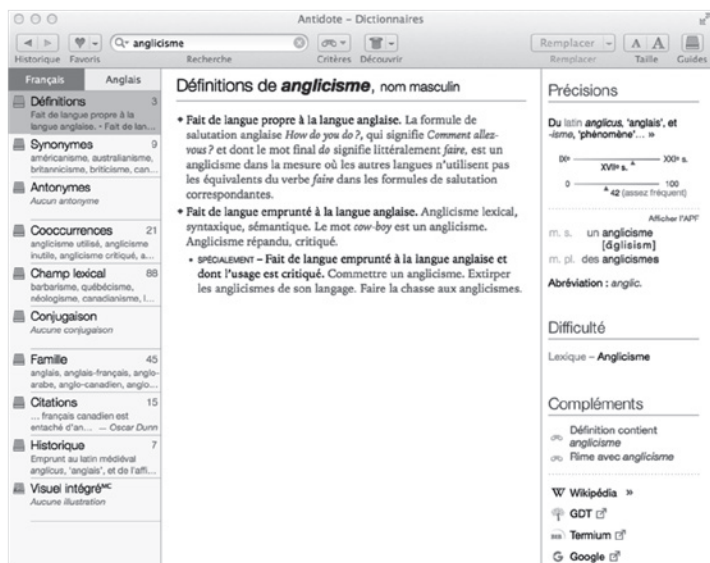 Antidote – Dictionnaires
anglicisme
Remplacer
A A
Historique Favoris Recherche Critères Découvrir Remplacer Taille Guides
Français Anglais
Définitions 3
Fait de langue propre à la
langue anglaise. • Fait de lan…
Synonymes 9
américanisme, australianisme,
britannicisme, briticisme, can…
Antonymes
Aucun antonyme
Cooccurrences 21
anglicisme utilisé, anglicisme
inutile, anglicisme critiqué, a…
Champ lexical 88
barbarisme, québécisme,
néologisme, canadianisme, l…
Conjugaison
Aucune conjugaison
Famille 45
anglais, anglais-français, anglo-
arabe, anglo-canadien, anglo…
Citations 15
… français canadien est
entaché d'an… — Oscar Dunn
Historique 7
Emprunt au latin médiéval
anglicus, 'anglais', et de l'affi…
Visuel intégréMC
Aucune illustration
Définitions de anglicisme, nom masculin
Fait de langue propre à la langue anglaise. La formule de
salutation anglaise How do you do ?, qui signifie Comment allez-
vous ? et dont le mot final do signifie littéralement faire, est un
anglicisme dans la mesure où les autres langues n'utilisent pas
les équivalents du verbe faire dans les formules de salutation
correspondantes.
Fait de langue emprunté à la langue anglaise. Anglicisme lexical,
syntaxique, sémantique. Le mot cow-boy est un anglicisme.
Anglicisme répandu, critiqué.
• SPÉCIALEMENT – Fait de langue emprunté à la langue anglaise et
dont l'usage est critiqué. Commettre un anglicisme. Extirper
les anglicismes de son langage. Faire la chasse aux anglicismes.
Précisions
Du latin anglicus, 'anglais', et
-isme, 'phénomène'… »
IXe s. XXIe s.
XVIIe s.
0 100
42 (assez fréquent)
Afficher l'API
m. s. un anglicisme
[ɑ̃glisism]
m. pl. des anglicismes
Abréviation : anglic.
Difficulté
Lexique – Anglicisme
Compléments
Définition contient
anglicisme
Rime avec anglicisme
W Wikipédia »
GDT
Termium
G Google